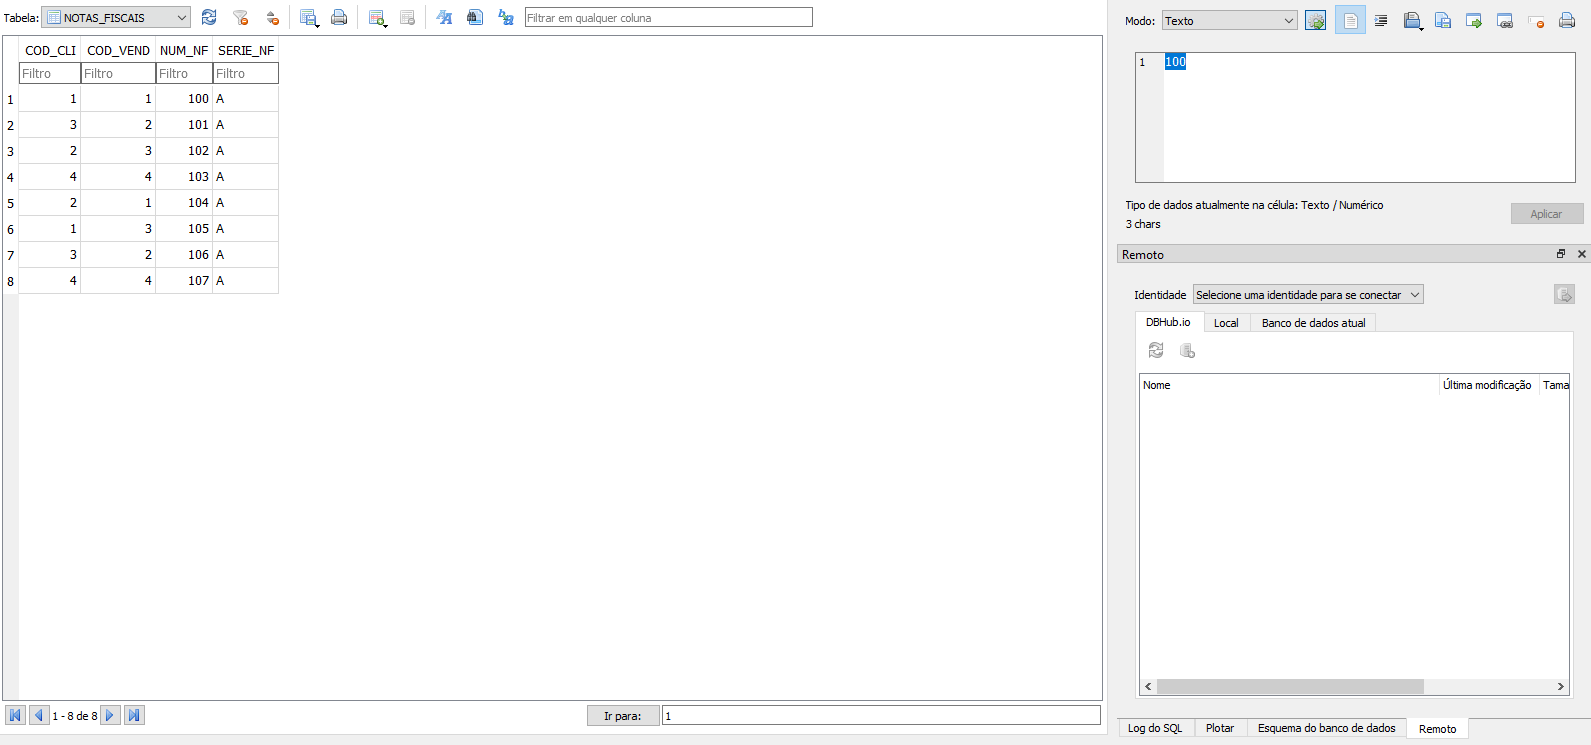 Tabela: NOTAS_FISCAIS Filtrar em qualquer coluna
COD_CLI COD_VEND NUM_NF SERIE_NF
Filtro Filtro Filtro Filtro
1 1 1 100 A
2 3 2 101 A
3 2 3 102 A
4 4 4 103 A
5 2 1 104 A
6 1 3 105 A
7 3 2 106 A
8 4 4 107 A
1 - 8 de 8 Ir para: 1
Modo: Texto
1 100
Tipo de dados atualmente na célula: Texto / Numérico
3 chars
Aplicar
Remoto
Identidade Selecione uma identidade para se conectar
DBHub.io Local Banco de dados atual
Nome Última modificação Tama
Log do SQL Plotar Esquema do banco de dados Remoto